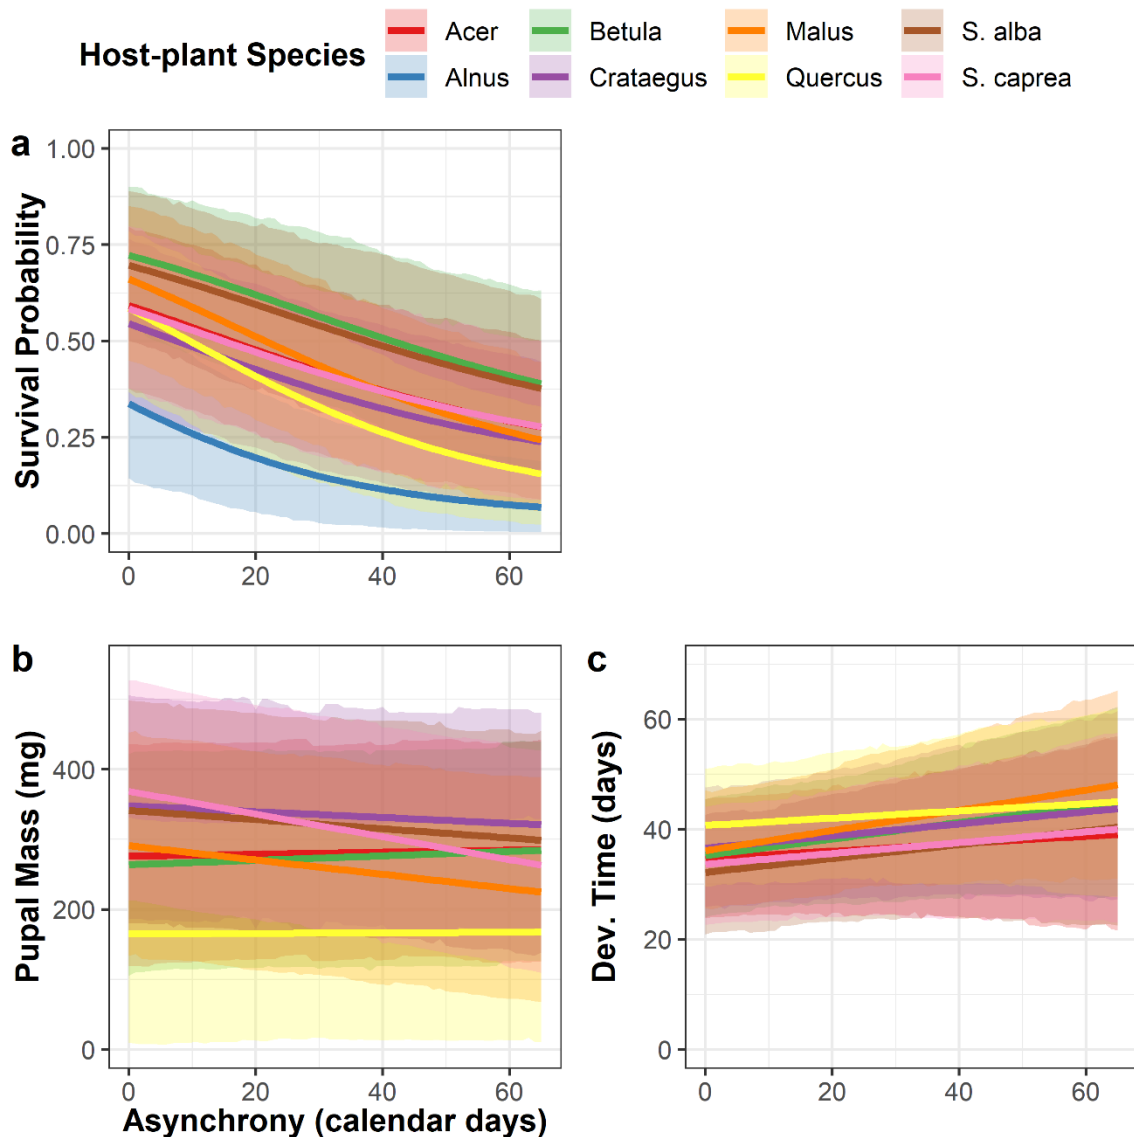 Host-plant Species
Acer Betula Malus S. alba
Alnus Crataegus Quercus S. caprea
a
Survival Probability
1.00
0.75
0.50
0.25
0.00
0 20 40 60
b
Pupal Mass (mg)
400
200
0
0 20 40 60
Asynchrony (calendar days)
c
Dev. Time (days)
60
40
20
0
0 20 40 60